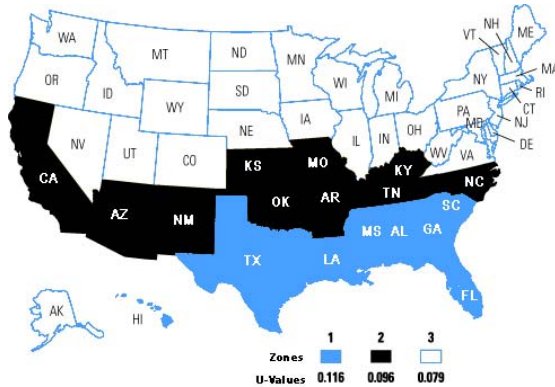 WA
MT
ND
MN
VT
NH
ME
OR
ID
WY
SD
WI
MI
NY
MA
RI
CT
NV
UT
CO
NE
IA
IL
IN
OH
PA
NJ
MD
DE
WV
VA
CA
AZ
NM
KS
MO
KY
OK
AR
TN
NC
TX
LA
MS
AL
GA
SC
FL
AK
HI
1 2 3
Zones
U-Values 0.116 0.096 0.079